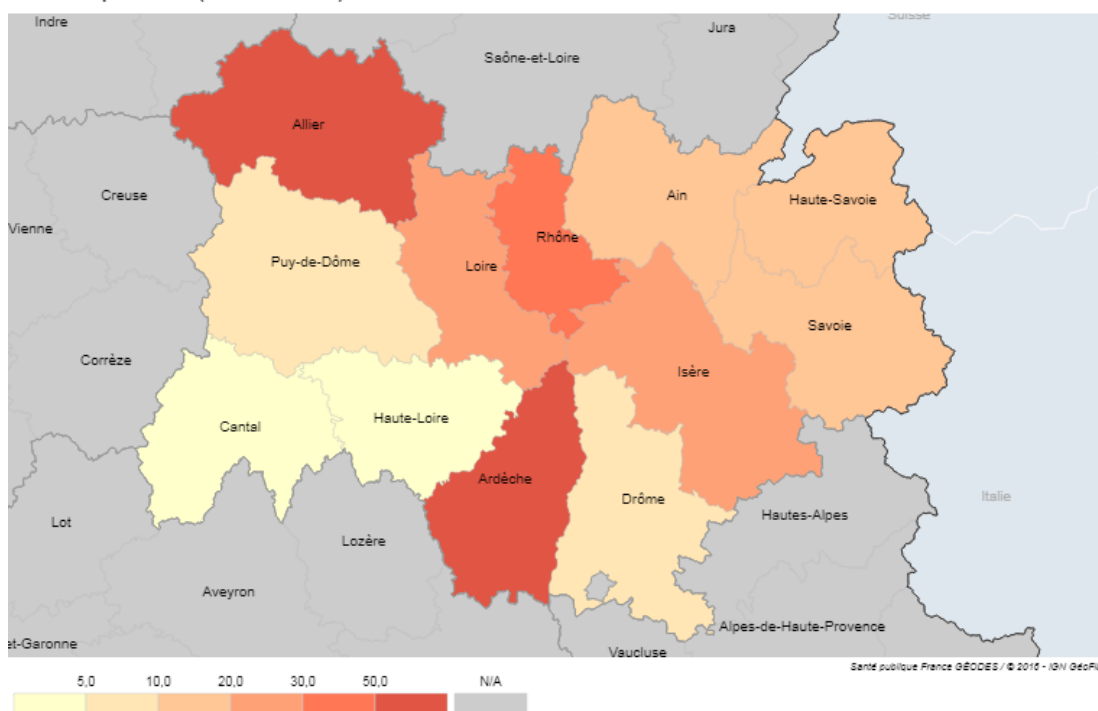 Indre
Suisse
Jura
Saône-et-Loire
Allier
Creuse
Ain
Haute-Savoie
Vienne
Rhône
Puy-de-Dôme
Loire
Savoie
Corrèze
Isère
Haute-Loire
Cantal
Ardèche
Drôme
Italie
Lot
Hautes-Alpes
Lozère
Aveyron
Alpes-de-Haute-Provence
et-Garonne
Vaucluse
Santé publique France GÉODES / © 2016 - IGN GéoFl
5,0 10,0 20,0 30,0 50,0 N/A